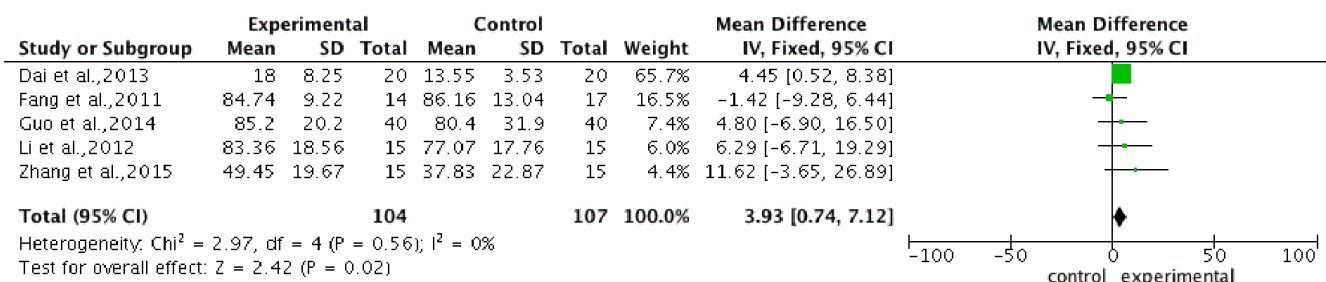 Experimental Control Mean Difference Mean Difference
Study or Subgroup Mean SD Total Mean SD Total Weight IV, Fixed, 95% CI IV, Fixed, 95% CI
Dai et al.,2013 18 8.25 20 13.55 3.53 20 65.7% 4.45 [0.52, 8.38]
Fang et al.,2011 84.74 9.22 14 86.16 13.04 17 16.5% -1.42 [-9.28, 6.44]
Guo et al.,2014 85.2 20.2 40 80.4 31.9 40 7.4% 4.80 [-6.90, 16.50]
Li et al.,2012 83.36 18.56 15 77.07 17.76 15 6.0% 6.29 [-6.71, 19.29]
Zhang et al.,2015 49.45 19.67 15 37.83 22.87 15 4.4% 11.62 [-3.65, 26.89]
Total (95% CI) 104 107 100.0% 3.93 [0.74, 7.12]
Heterogeneity: Chi² = 2.97, df = 4 (P = 0.56); I² = 0%
Test for overall effect: Z = 2.42 (P = 0.02)
-100 -50 0 50 100
control experimental